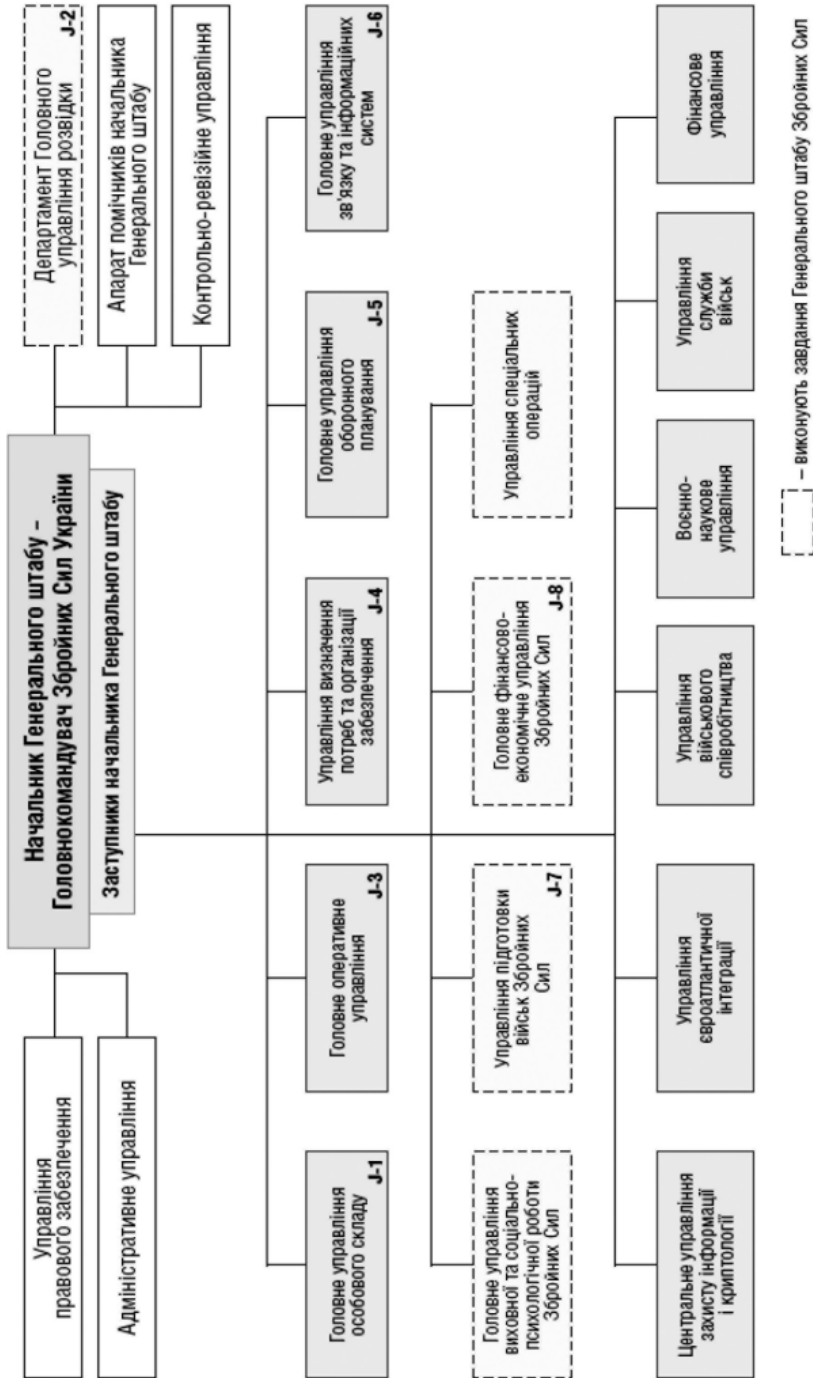 Начальник Генерального штабу –
Головнокомандувач Збройних Сил України
Заступники начальника Генерального штабу
Управління
правового забезпечення
Адміністративне управління
Департамент Головного
управління розвідки
J-2
Апарат помічників начальника
Генерального штабу
Контрольно-ревізійне управління
Головне управління
особового складу
J-1
Головне оперативне
управління
J-3
Управління визначення
потреб та організації
забезпечення
J-4
Головне управління
оборонного
планування
J-5
Головне управління
зв'язку та інформаційних
систем
J-6
Головне управління
виховної та соціально-
психологічної роботи
Збройних Сил
Управління підготовки
військ Збройних
Сил
J-7
Головне фінансово-
економічне управління
Збройних Сил
J-8
Управління спеціальних
операцій
Центральне управління
захисту інформації
і криптології
Управління
євроатлантичної
інтеграції
Управління
військового
співробітництва
Воєнно-
наукове
управління
Управління
служби
військ
Фінансове
управління
– виконують завдання Генерального штабу Збройних Сил